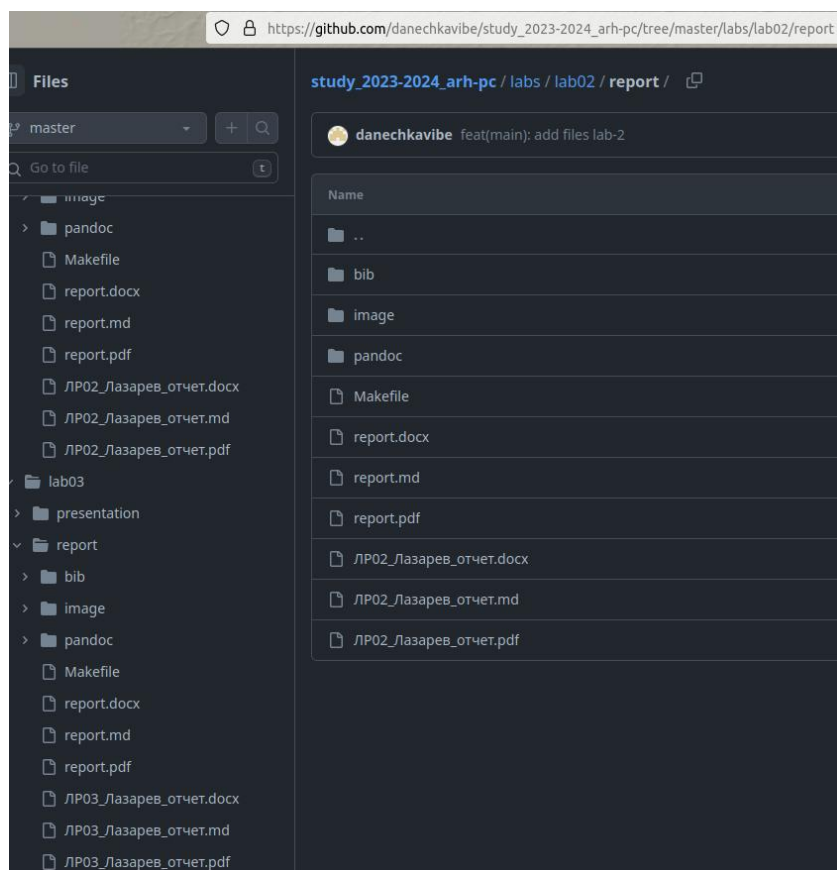 https://github.com/danechkavibe/study_2023-2024_arh-pc/tree/master/labs/lab02/report
Files
master
Go to file
t
image
pandoc
Makefile
report.docx
report.md
report.pdf
ЛР02_Лазарев_отчет.docx
ЛР02_Лазарев_отчет.md
ЛР02_Лазарев_отчет.pdf
lab03
presentation
report
bib
image
pandoc
Makefile
report.docx
report.md
report.pdf
ЛР03_Лазарев_отчет.docx
ЛР03_Лазарев_отчет.md
ЛР03_Лазарев_отчет.pdf
study_2023-2024_arh-pc / labs / lab02 / report /
danechkavibe feat(main): add files lab-2
Name
..
bib
image
pandoc
Makefile
report.docx
report.md
report.pdf
ЛР02_Лазарев_отчет.docx
ЛР02_Лазарев_отчет.md
ЛР02_Лазарев_отчет.pdf